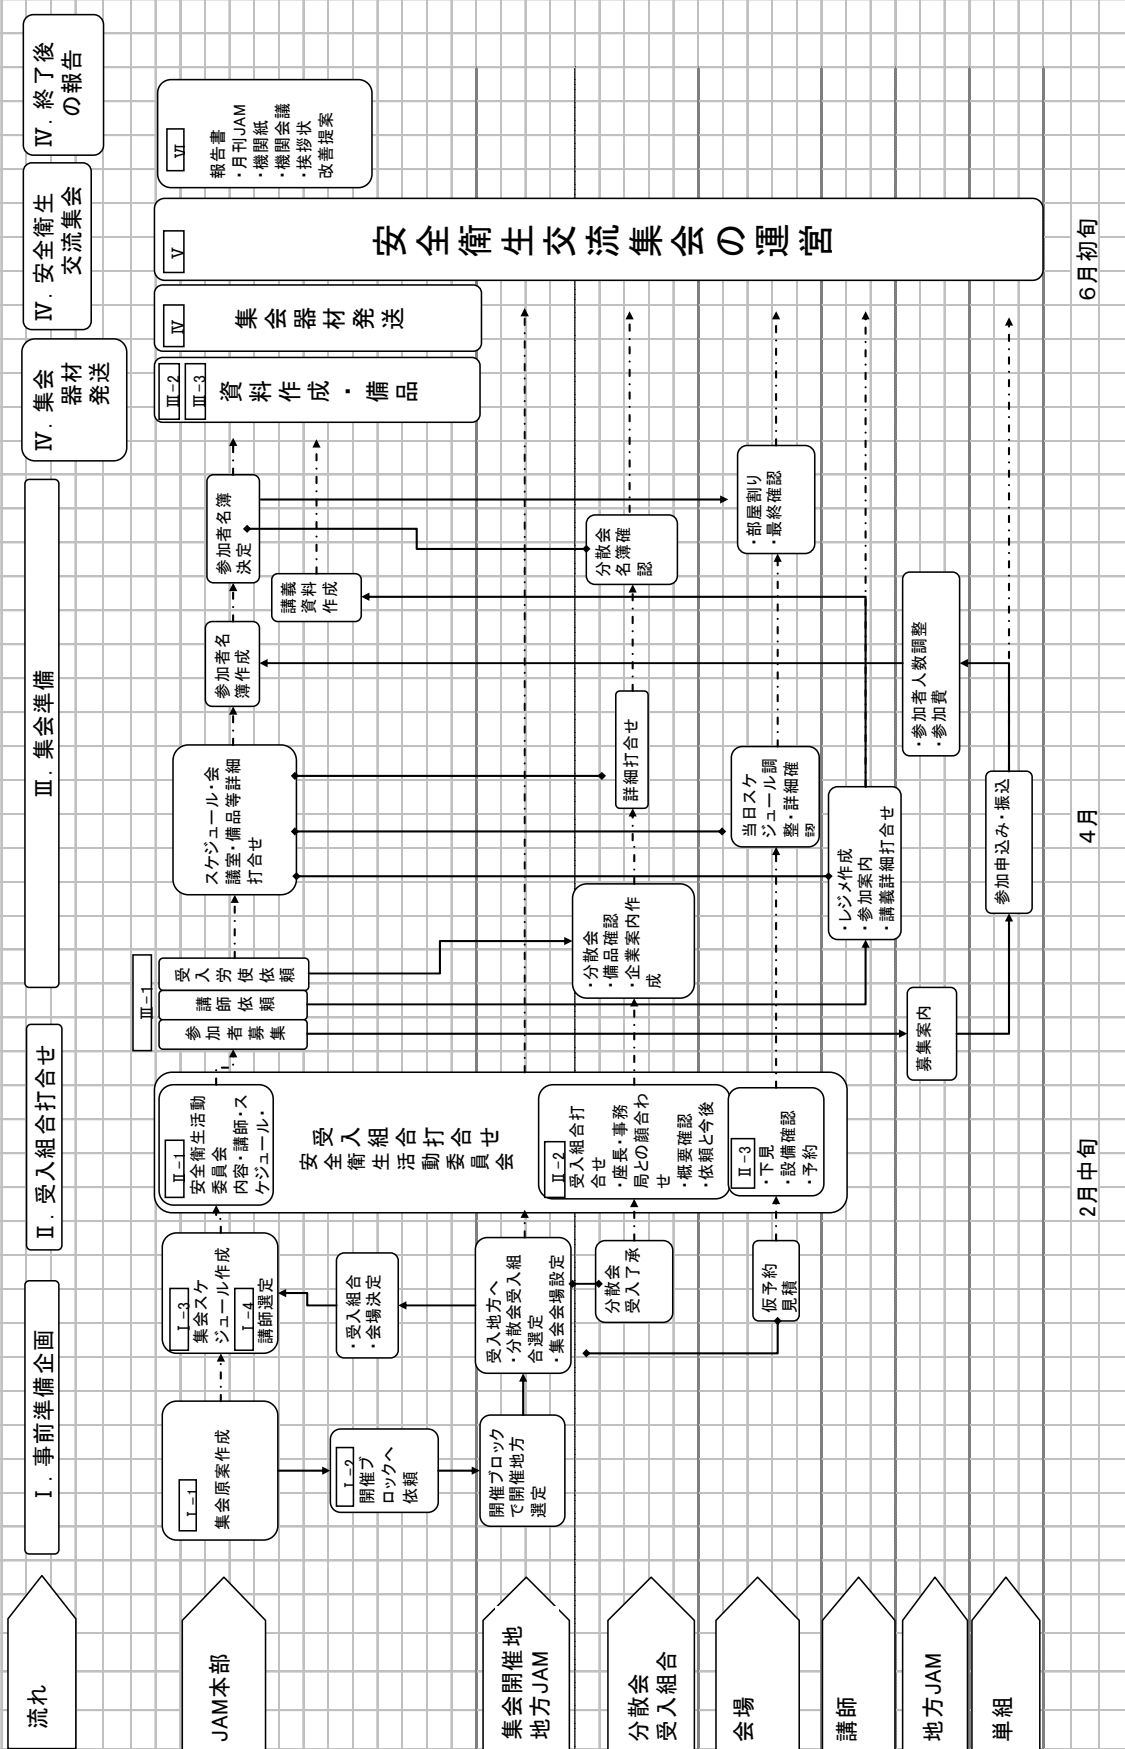 流れ
Ⅰ．事前準備企画
Ⅱ．受入組合打合せ
Ⅲ．集会準備
Ⅳ．集会
器材
発送
Ⅳ．安全衛生
交流集会
Ⅳ．終了後
の報告
JAM本部
Ⅰ-1
集会原案作成
Ⅰ-2
開催ブ
ロックへ
依頼
Ⅰ-3
集会スケ
ジュール作成
Ⅰ-4
講師選定
・受入組合
・会場決定
Ⅱ-1
安全衛生活動
委員会
内容・講師・ス
ケジュール・
受入組合打合せ
安全衛生活動委員会
Ⅲ-1
受入労使依頼
講師依頼
参加者募集
スケジュール・会
議室・備品等詳細
打合せ
参加者名
簿作成
参加者名簿
決定
講義
資料
作成
Ⅲ-2
Ⅲ-3
資料作成・備品
Ⅳ
集会器材発送
Ⅴ
安全衛生交流集会の運営
Ⅵ
報告書
・月刊JAM
・機関紙
・機関会議
・挨拶状
改善提案
集会開催地
地方JAM
開催ブロック
で開催地方
選定
受入地方へ
・分散会受入組
合選定
・集会会場設定
分散会
受入組合
分散会
受入了承
Ⅱ-2
受入組合打
合せ
・座長・事務
局との顔合わ
せ
・概要確認
・依頼と今後
・分散会
・備品確認
・企業案内作
成
詳細打合せ
分散会
名簿確
認
会場
仮予約
見積
Ⅱ-3
・下見
・設備確認
・予約
当日スケ
ジュール調
整・詳細確
認
・部屋割り
・最終確認
講師
・レジメ作成
・参加案内
・講義詳細打合せ
地方JAM
募集案内
・参加者人数調整
・参加費
単組
参加申込み・振込
2月中旬
4月
6月初旬